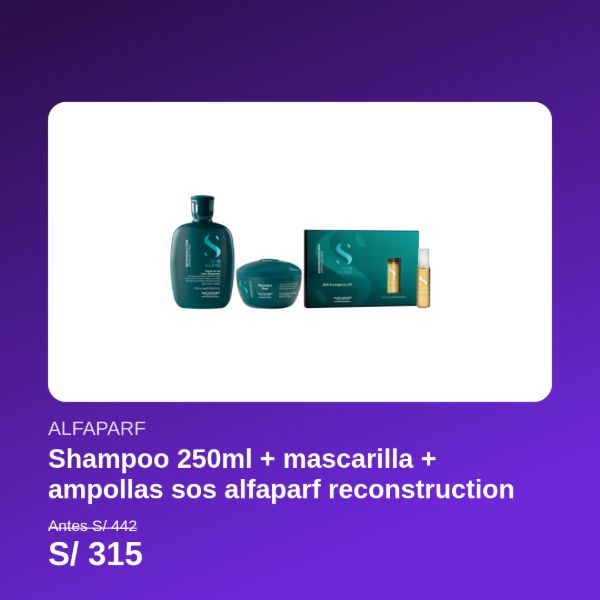 ALFAPARF
Shampoo 250ml + mascarilla +
ampollas sos alfaparf reconstruction
Antes S/ 442
S/ 315